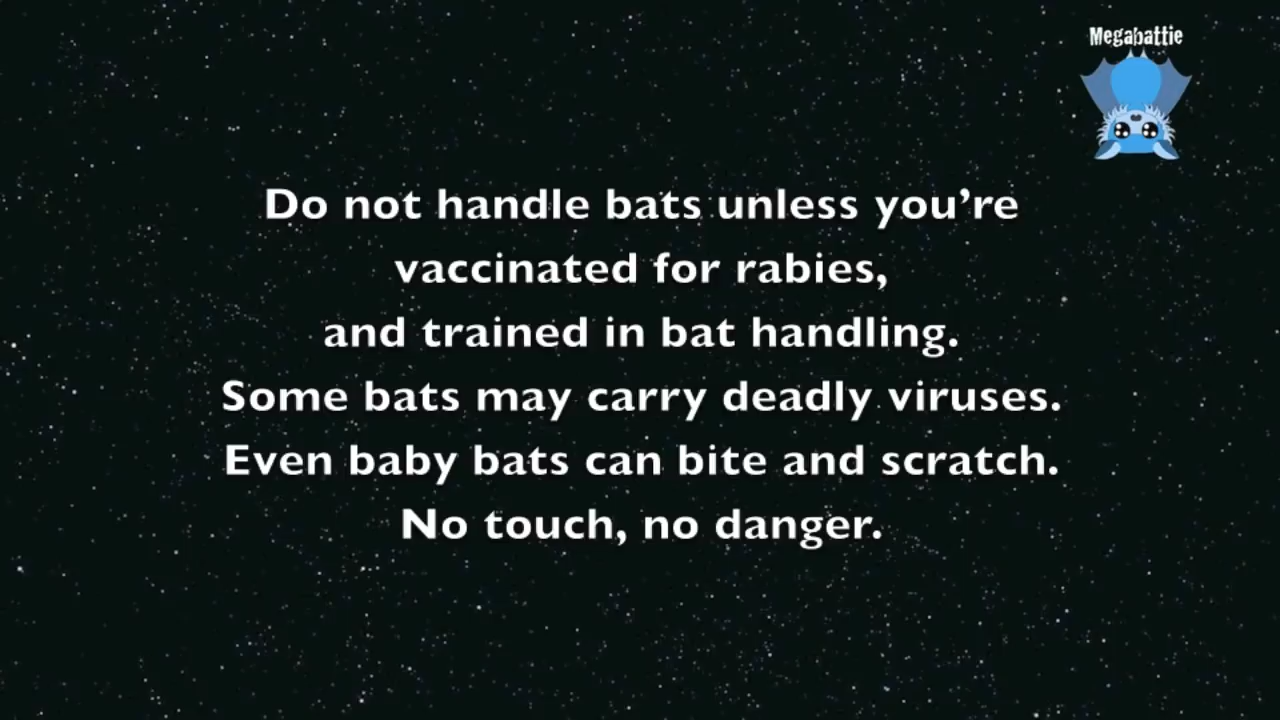 Megabattie
Do not handle bats unless you’re
vaccinated for rabies,
and trained in bat handling.
Some bats may carry deadly viruses.
Even baby bats can bite and scratch.
No touch, no danger.